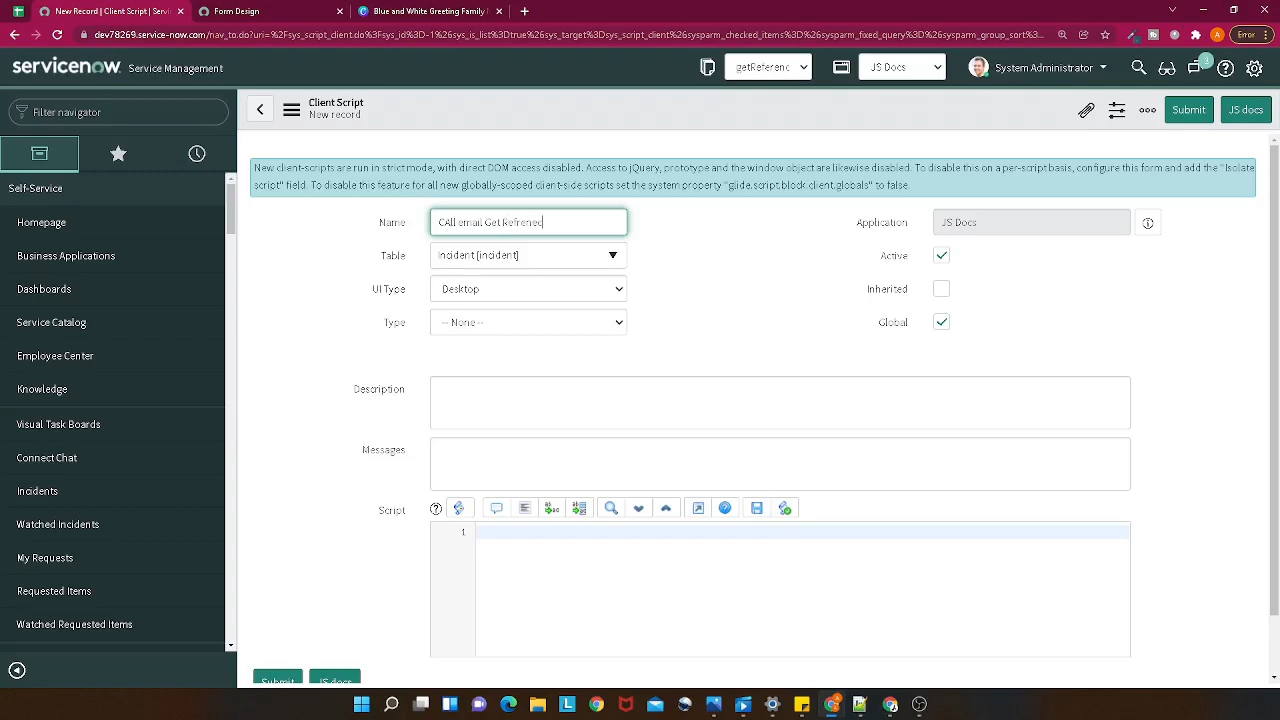 New Record | Client Script | Servi
Form Design
Blue and White Greeting Family
dev78269.service-now.com/nav_to.do?uri=%2Fsys_script_client.do%3Fsys_id%3D-1%26sys_is_list%3Dtrue%26sys_target%3Dsys_script_client%26sysparm_checked_items%3D%26sysparm_fixed_query%3D%26sysparm_group_sort%3...
Error
servicenow. Service Management
getReferenc
JS Docs
System Administrator
3
Filter navigator
Self-Service
Homepage
Business Applications
Dashboards
Service Catalog
Employee Center
Knowledge
Visual Task Boards
Connect Chat
Incidents
Watched Incidents
My Requests
Requested Items
Watched Requested Items
Client Script
New record
Submit
JS docs
New client-scripts are run in strict mode, with direct DOM access disabled. Access to jQuery, prototype and the window object are likewise disabled. To disable this on a per-script basis, configure this form and add the "Isolate
script" field. To disable this feature for all new globally-scoped client-side scripts set the system property "glide.script.block.client.globals" to false.
Name CAll email Get Refrenec
Application JS Docs
Table Incident [incident]
Active
UI Type Desktop
Inherited
Type -- None --
Global
Description
Messages
Script
1
Submit
JS docs